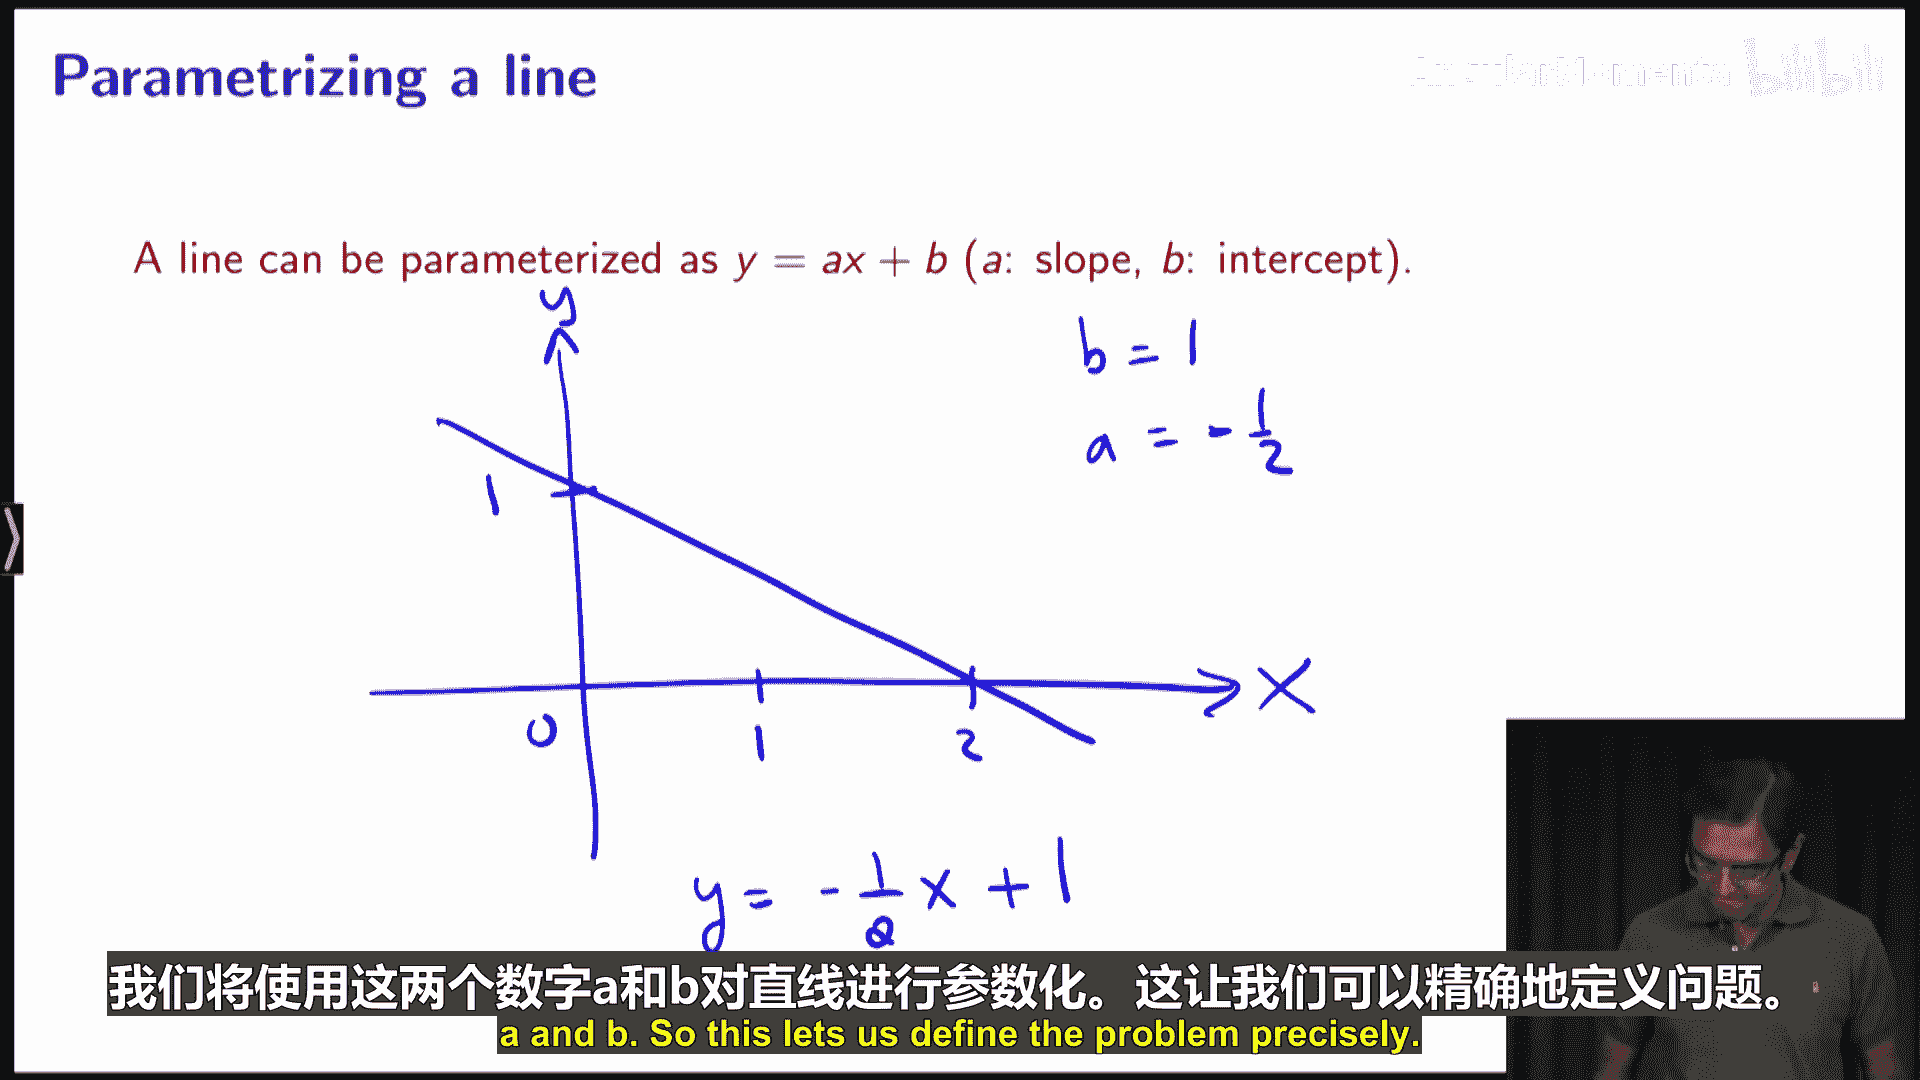 Parametrizing a line
bilibili
A line can be parameterized as y = ax + b (a: slope, b: intercept).
y
b = 1
a = - 1/2
1
x
0
1
2
y = - 1/2 x + 1
我们将使用这两个数字a和b对直线进行参数化。这让我们可以精确地定义问题。
a and b. So this lets us define the problem precisely.